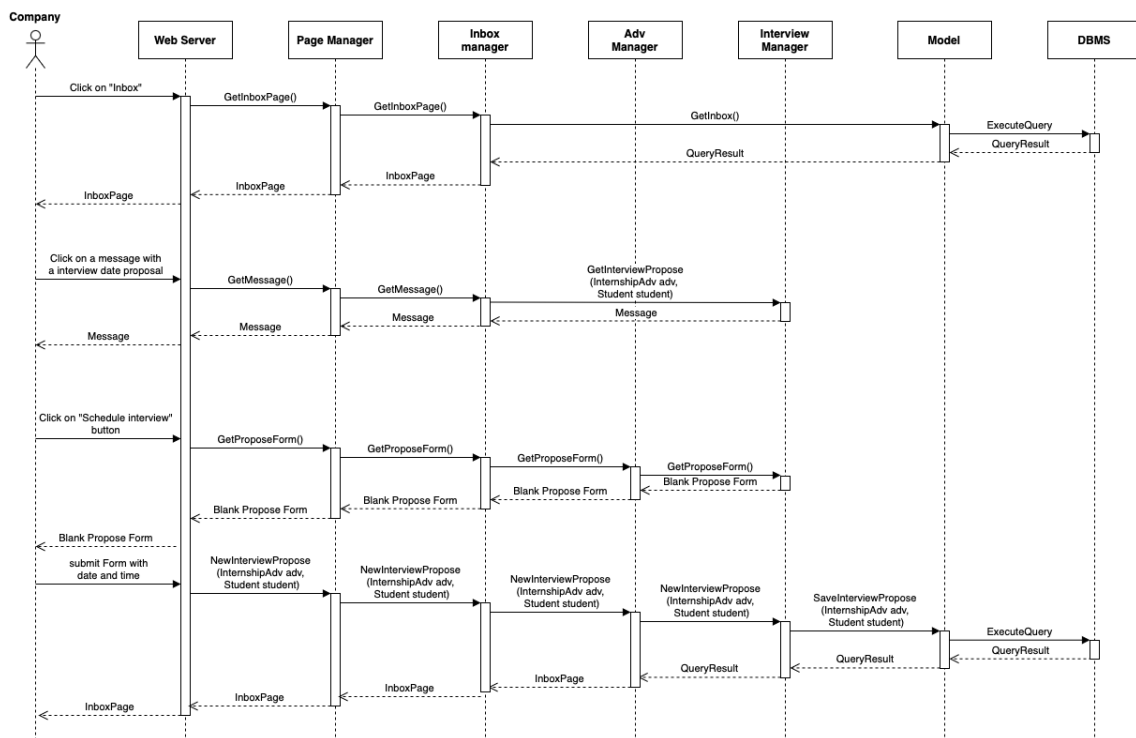 Company
Web Server
Page Manager
Inbox
manager
Adv
Manager
Interview
Manager
Model
DBMS
Click on "Inbox"
GetInboxPage()
GetInboxPage()
GetInbox()
ExecuteQuery
QueryResult
QueryResult
InboxPage
InboxPage
InboxPage
Click on a message with
a interview date proposal
GetMessage()
GetMessage()
GetInterviewPropose
(InternshipAdv adv,
Student student)
Message
Message
Message
Message
Click on "Schedule interview"
button
GetProposeForm()
GetProposeForm()
GetProposeForm()
GetProposeForm()
Blank Propose Form
Blank Propose Form
Blank Propose Form
Blank Propose Form
Blank Propose Form
submit Form with
date and time
NewInterviewPropose
(InternshipAdv adv,
Student student)
NewInterviewPropose
(InternshipAdv adv,
Student student)
NewInterviewPropose
(InternshipAdv adv,
Student student)
NewInterviewPropose
(InternshipAdv adv,
Student student)
SaveInterviewPropose
(InternshipAdv adv,
Student student)
ExecuteQuery
QueryResult
QueryResult
QueryResult
InboxPage
InboxPage
InboxPage
InboxPage